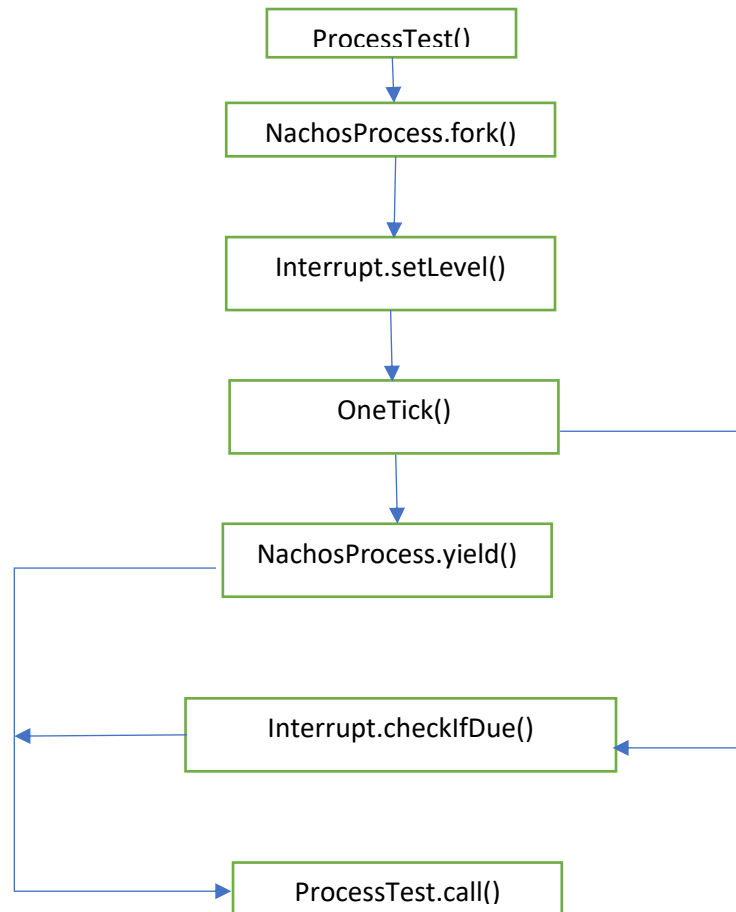 ProcessTest()
NachosProcess.fork()
Interrupt.setLevel()
OneTick()
NachosProcess.yield()
Interrupt.checkIfDue()
ProcessTest.call()